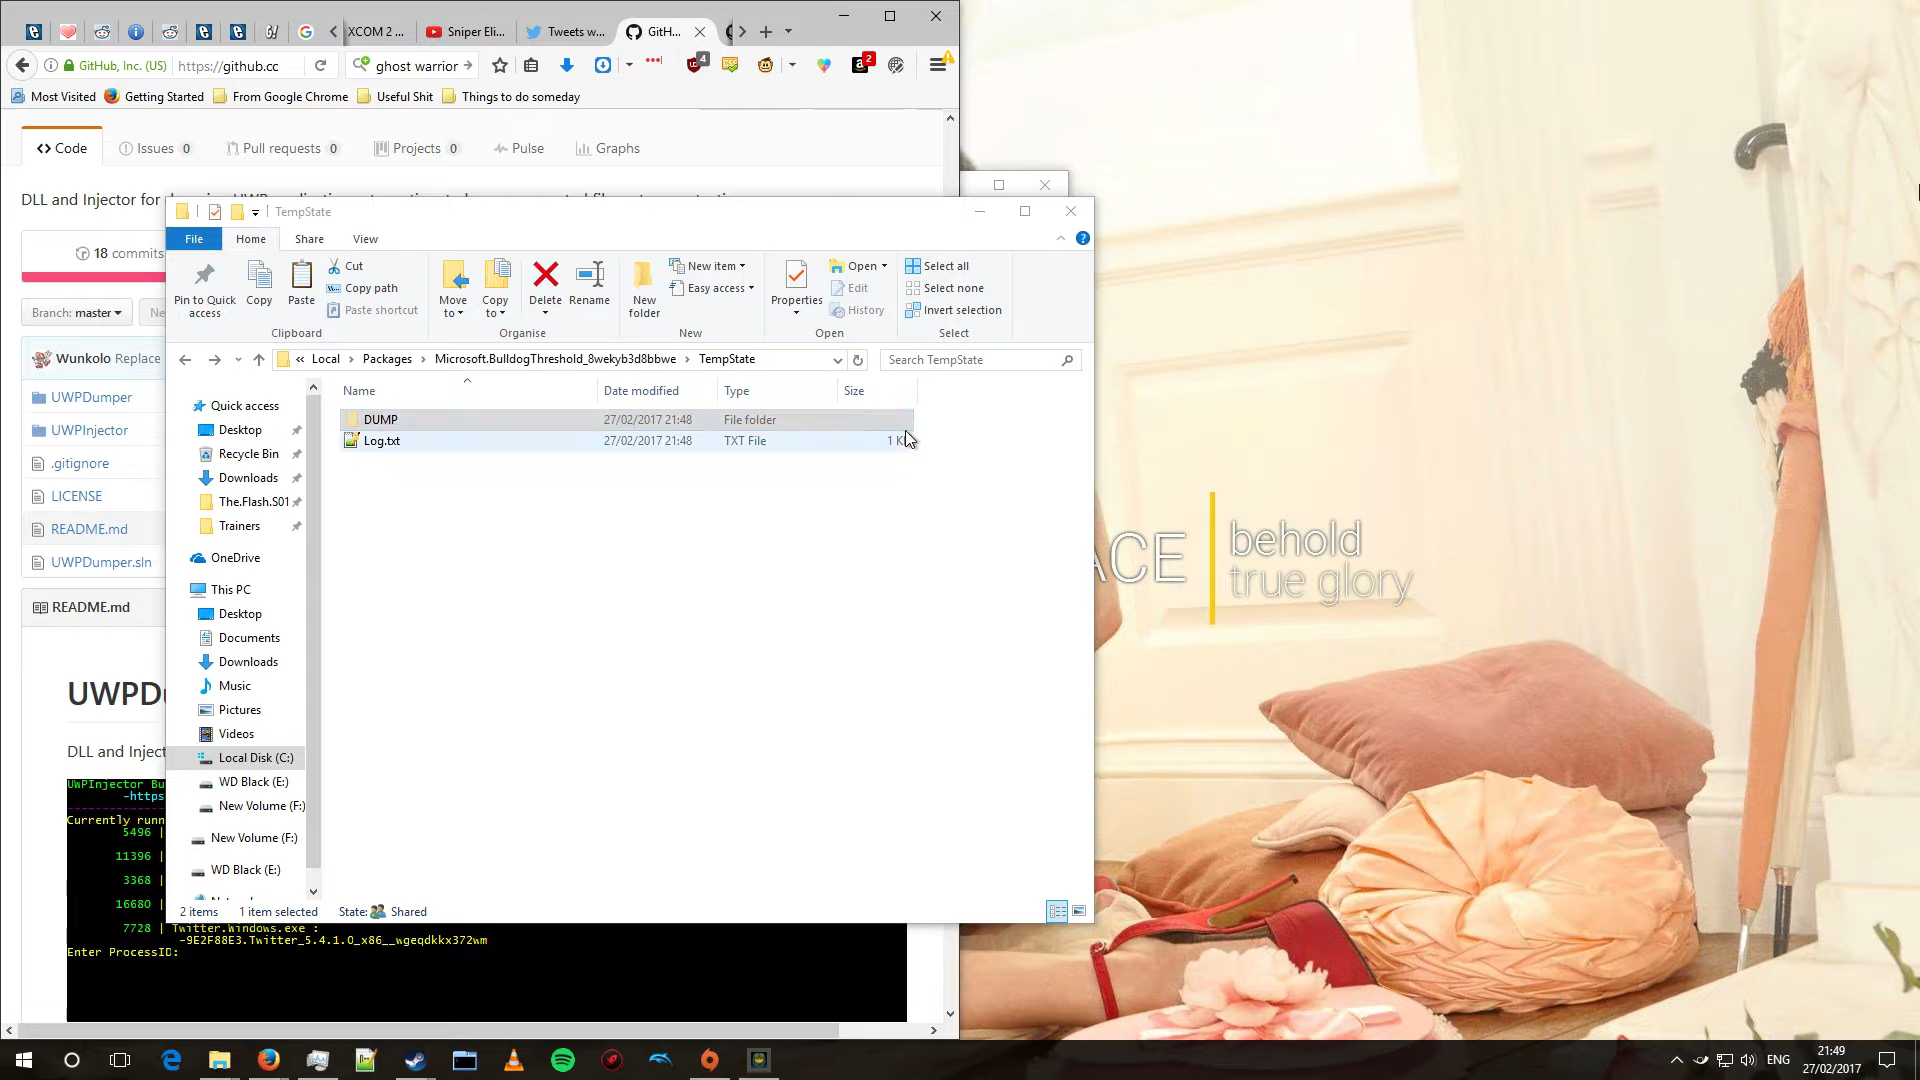 XCOM 2 ...
Sniper Eli...
Tweets w...
GitH...
GitHub, Inc. (US)
https://github.cc
ghost warrior
4
2
Most Visited
Getting Started
From Google Chrome
Useful Shit
Things to do someday
Code
Issues 0
Pull requests 0
Projects 0
Pulse
Graphs
DLL and Injector for
18 commits
Branch: master
Ne
Wunkolo Replace
UWPDumper
UWPInjector
.gitignore
LICENSE
README.md
UWPDumper.sln
README.md
UWPDu
DLL and Inject
UWPInjector Bu
-https
Currently runn
5496 |
11396 |
3368 |
16680 |
7728 | Twitter.Windows.exe :
-9E2F88E3.Twitter_5.4.1.0_x86__wgeqdkkx372wm
Enter ProcessID:
TempState
File
Home
Share
View
Pin to Quick access
Copy
Paste
Cut
Copy path
Paste shortcut
Clipboard
Move to
Copy to
Delete
Rename
Organise
New folder
New item
Easy access
New
Properties
Open
Edit
History
Open
Select all
Select none
Invert selection
Select
« Local > Packages > Microsoft.BulldogThreshold_8wekyb3d8bbwe > TempState
Search TempState
Name
Date modified
Type
Size
DUMP
27/02/2017 21:48
File folder
Log.txt
27/02/2017 21:48
TXT File
1 K
Quick access
Desktop
Recycle Bin
Downloads
The.Flash.S01
Trainers
OneDrive
This PC
Desktop
Documents
Downloads
Music
Pictures
Videos
Local Disk (C:)
WD Black (E:)
New Volume (F:)
New Volume (F:)
WD Black (E:)
2 items
1 item selected
State:
Shared
ACE
behold
true glory
ENG
21:49
27/02/2017